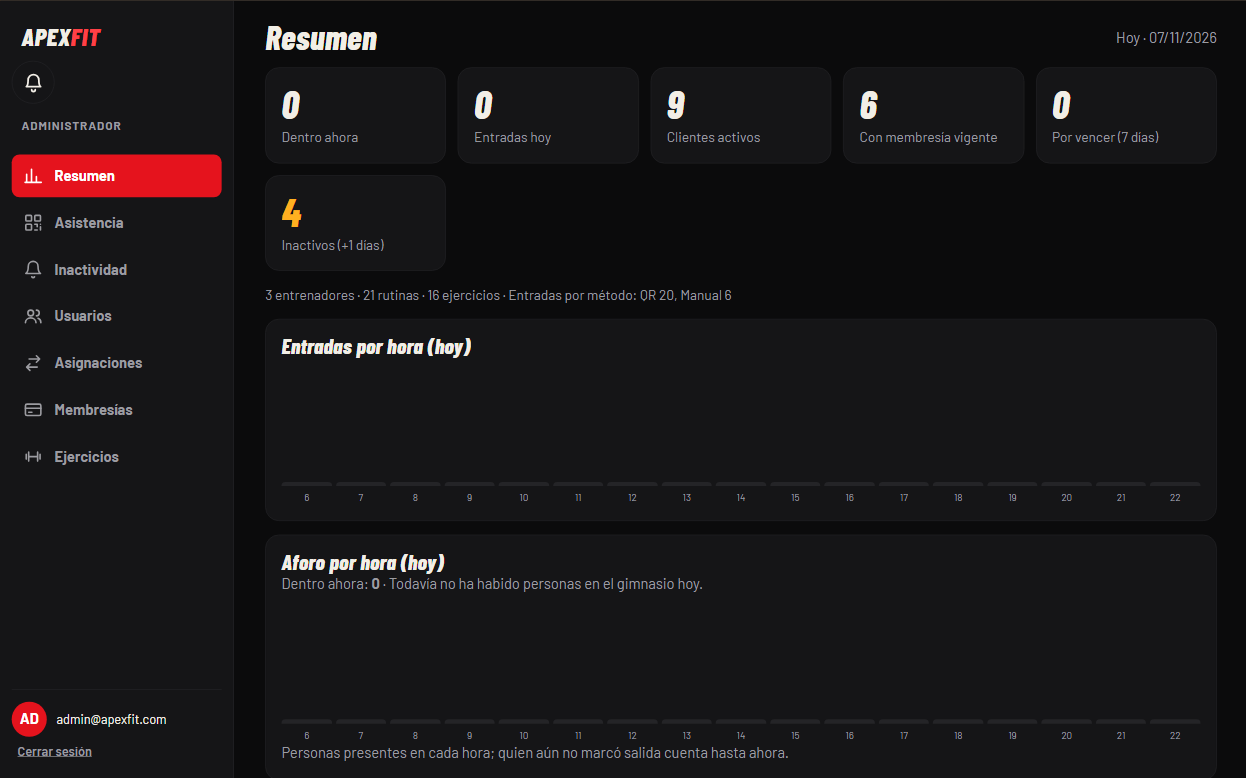 APEXFIT
ADMINISTRADOR
Resumen
Asistencia
Inactividad
Usuarios
Asignaciones
Membresías
Ejercicios
AD
admin@apexfit.com
Cerrar sesión
Resumen
Hoy · 07/11/2026
0
Dentro ahora
0
Entradas hoy
9
Clientes activos
6
Con membresía vigente
0
Por vencer (7 días)
4
Inactivos (+1 días)
3 entrenadores · 21 rutinas · 16 ejercicios · Entradas por método: QR 20, Manual 6
Entradas por hora (hoy)
6 7 8 9 10 11 12 13 14 15 16 17 18 19 20 21 22
Aforo por hora (hoy)
Dentro ahora: 0 · Todavía no ha habido personas en el gimnasio hoy.
6 7 8 9 10 11 12 13 14 15 16 17 18 19 20 21 22
Personas presentes en cada hora; quien aún no marcó salida cuenta hasta ahora.